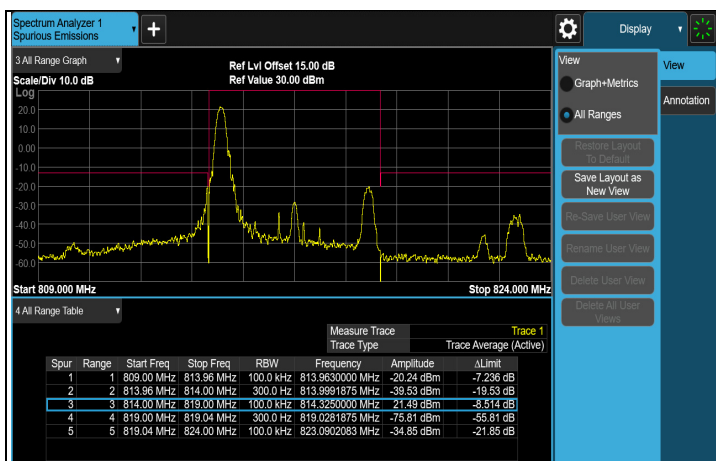 Spectrum Analyzer 1
Spurious Emissions
+
Display
3 All Range Graph
Scale/Div 10.0 dB
Ref Lvl Offset 15.00 dB
Ref Value 30.00 dBm
Log
20.0
10.0
0.00
-10.0
-20.0
-30.0
-40.0
-50.0
-60.0
Start 809.000 MHz
Stop 824.000 MHz
View
Graph+Metrics
All Ranges
Restore Layout
To Default
Save Layout as
New View
Re-Save User View
Rename User View
Delete User View
Delete All User
Views
View
Annotation
4 All Range Table
Measure Trace Trace 1
Trace Type Trace Average (Active)
Spur Range Start Freq Stop Freq RBW Frequency Amplitude ΔLimit
1 1 809.00 MHz 813.96 MHz 100.0 kHz 813.9630000 MHz -20.24 dBm -7.236 dB
2 2 813.96 MHz 814.00 MHz 300.0 Hz 813.9991875 MHz -39.53 dBm -19.53 dB
3 3 814.00 MHz 819.00 MHz 100.0 kHz 814.3250000 MHz 21.49 dBm -8.514 dB
4 4 819.00 MHz 819.04 MHz 300.0 Hz 819.0281875 MHz -75.81 dBm -55.81 dB
5 5 819.04 MHz 824.00 MHz 100.0 kHz 823.0902083 MHz -34.85 dBm -21.85 dB